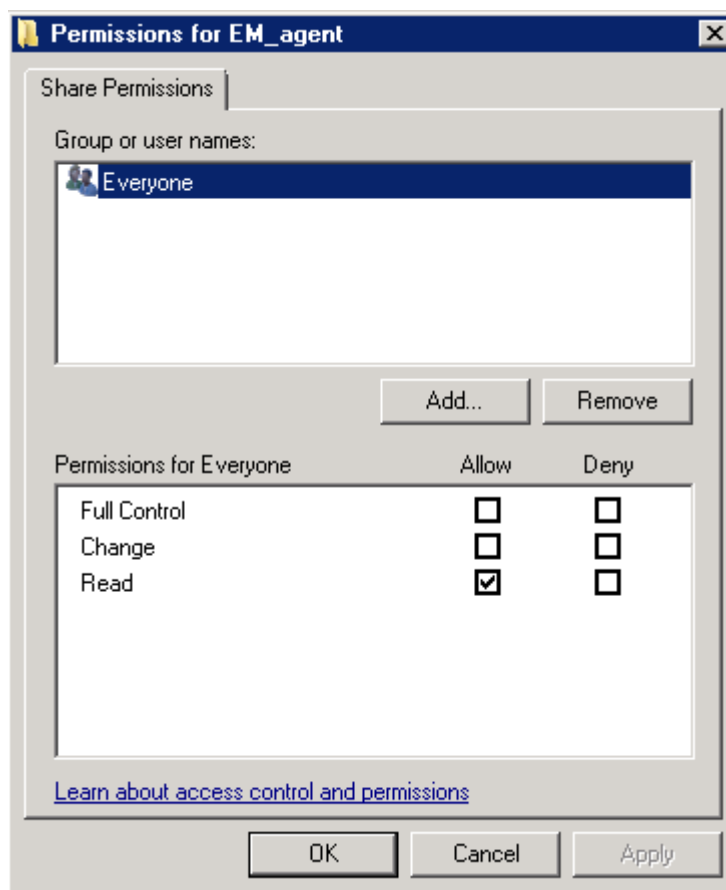 Permissions for EM_agent
Share Permissions
Group or user names:
Everyone
Add... Remove
Permissions for Everyone Allow Deny
Full Control
Change
Read
Learn about access control and permissions
OK Cancel Apply